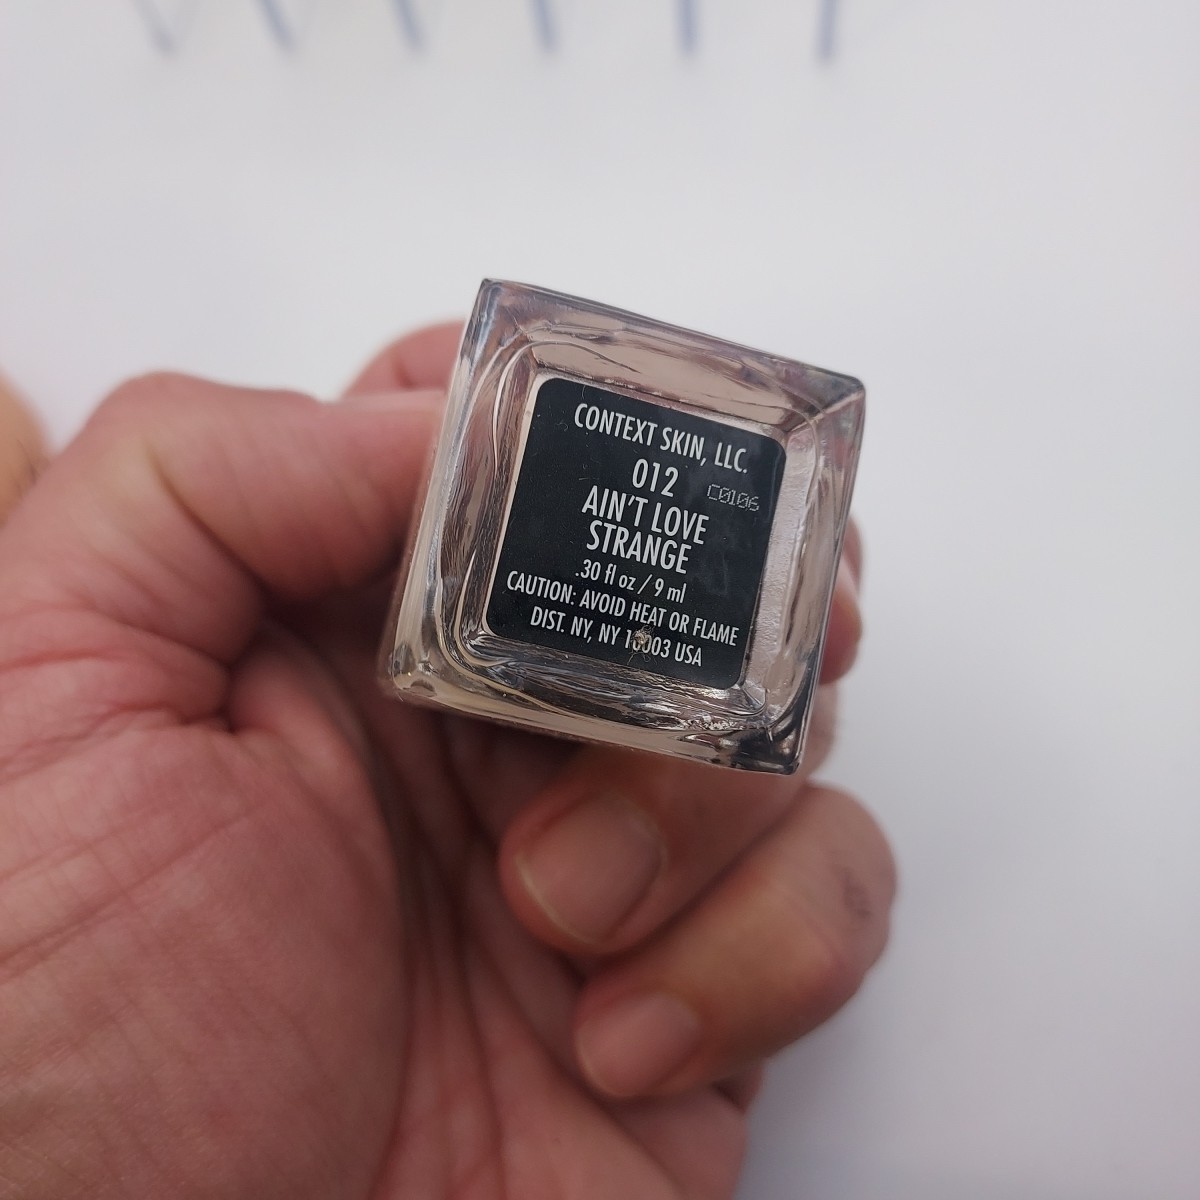 CONTEXT SKIN, LLC.
012
C0106
AIN'T LOVE
STRANGE
.30 fl oz / 9 ml
CAUTION: AVOID HEAT OR FLAME
DIST. NY, NY 10003 USA